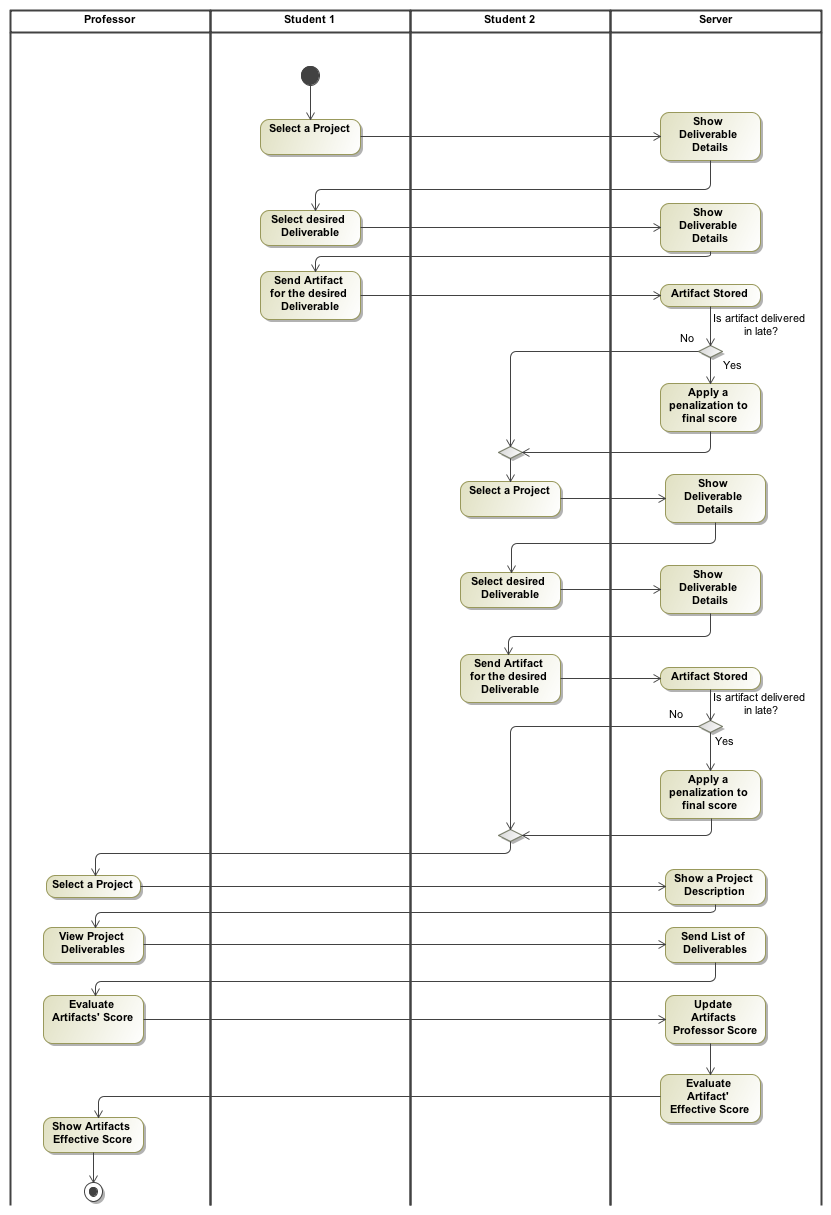 Professor
Student 1
Student 2
Server
Select a Project
Show
Deliverable
Details
Select desired
Deliverable
Show
Deliverable
Details
Send Artifact
for the desired
Deliverable
Artifact Stored
Is artifact delivered
in late?
No
Yes
Apply a
penalization to
final score
Select a Project
Show
Deliverable
Details
Select desired
Deliverable
Show
Deliverable
Details
Send Artifact
for the desired
Deliverable
Artifact Stored
Is artifact delivered
in late?
No
Yes
Apply a
penalization to
final score
Select a Project
Show a Project
Description
View Project
Deliverables
Send List of
Deliverables
Evaluate
Artifacts' Score
Update
Artifacts
Professor Score
Evaluate
Artifact'
Effective Score
Show Artifacts
Effective Score